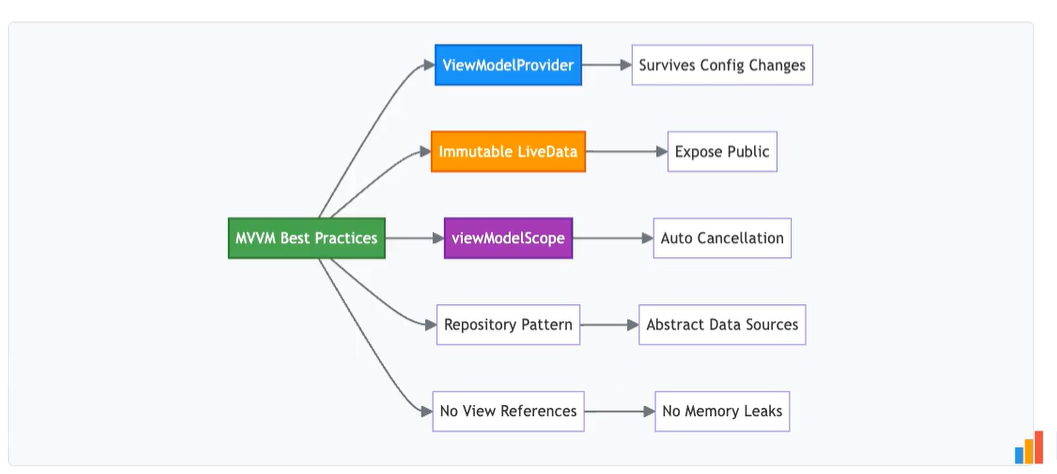 ViewModelProvider
Survives Config Changes
Immutable LiveData
Expose Public
MVVM Best Practices
viewModelScope
Auto Cancellation
Repository Pattern
Abstract Data Sources
No View References
No Memory Leaks